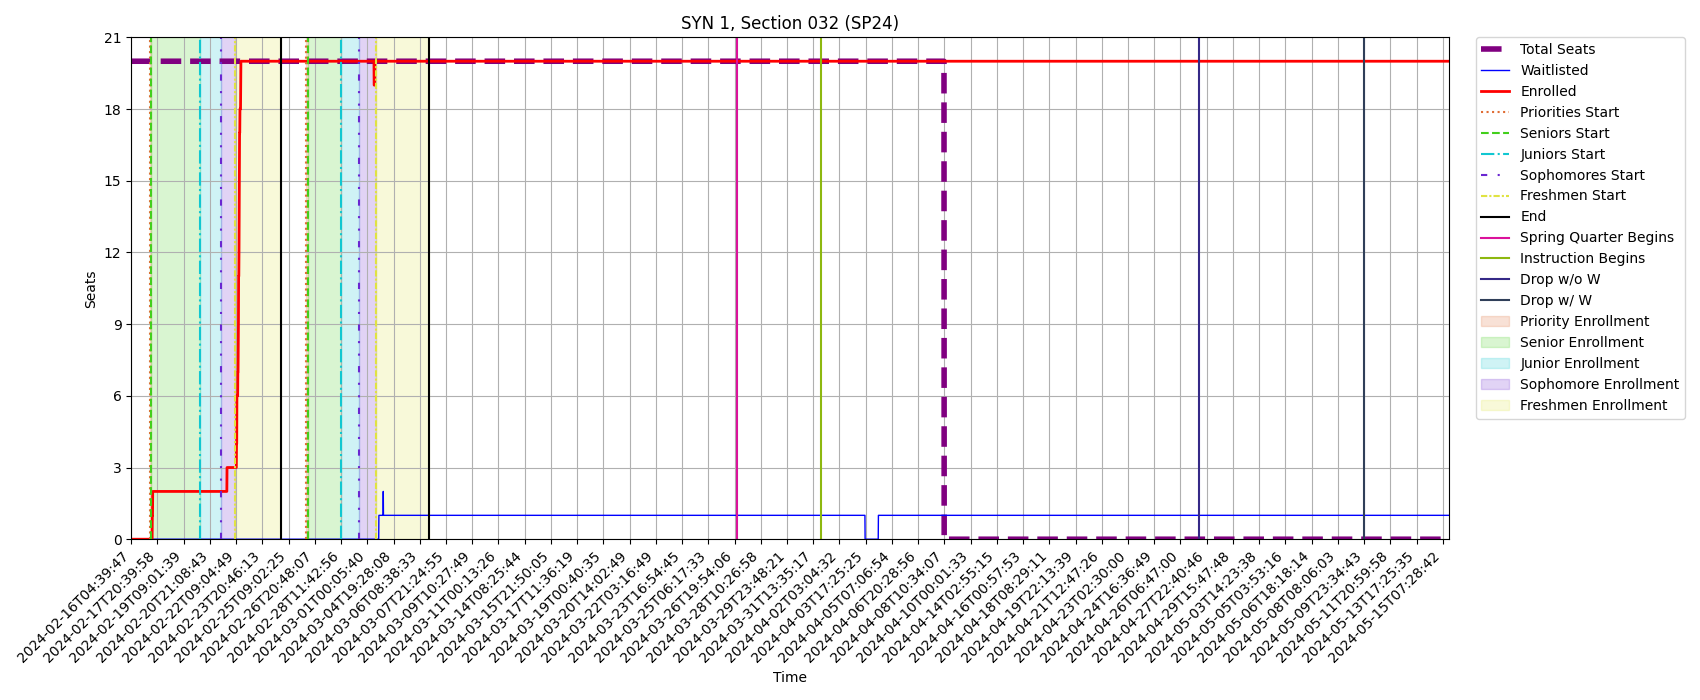 SYN 1, Section 032 (SP24)
Seats
21
18
15
12
9
6
3
0
2024-02-16T04:39:47
2024-02-17T20:39:58
2024-02-19T09:01:39
2024-02-20T21:08:43
2024-02-22T09:04:49
2024-02-23T20:46:13
2024-02-25T09:02:25
2024-02-26T20:48:07
2024-02-28T11:42:56
2024-03-01T00:05:40
2024-03-04T19:28:08
2024-03-06T08:38:33
2024-03-07T21:24:55
2024-03-09T10:27:49
2024-03-11T00:13:26
2024-03-14T08:25:44
2024-03-15T21:50:05
2024-03-17T11:36:19
2024-03-19T00:40:35
2024-03-20T14:02:49
2024-03-22T03:16:49
2024-03-23T16:54:45
2024-03-25T06:17:33
2024-03-26T19:54:06
2024-03-28T10:26:58
2024-03-29T23:48:21
2024-03-31T13:35:17
2024-04-02T03:04:32
2024-04-03T17:25:25
2024-04-05T07:06:54
2024-04-06T20:28:56
2024-04-08T10:34:07
2024-04-10T00:01:33
2024-04-14T02:55:15
2024-04-16T00:57:53
2024-04-18T08:29:11
2024-04-19T22:13:39
2024-04-21T12:47:26
2024-04-23T02:30:00
2024-04-24T16:36:49
2024-04-26T06:47:00
2024-04-27T22:40:46
2024-04-29T15:47:48
2024-05-03T14:23:38
2024-05-05T03:53:16
2024-05-06T18:18:14
2024-05-08T08:06:03
2024-05-09T23:34:43
2024-05-11T20:59:58
2024-05-13T17:25:35
2024-05-15T07:28:42
Time
Total Seats
Waitlisted
Enrolled
Priorities Start
Seniors Start
Juniors Start
Sophomores Start
Freshmen Start
End
Spring Quarter Begins
Instruction Begins
Drop w/o W
Drop w/ W
Priority Enrollment
Senior Enrollment
Junior Enrollment
Sophomore Enrollment
Freshmen Enrollment